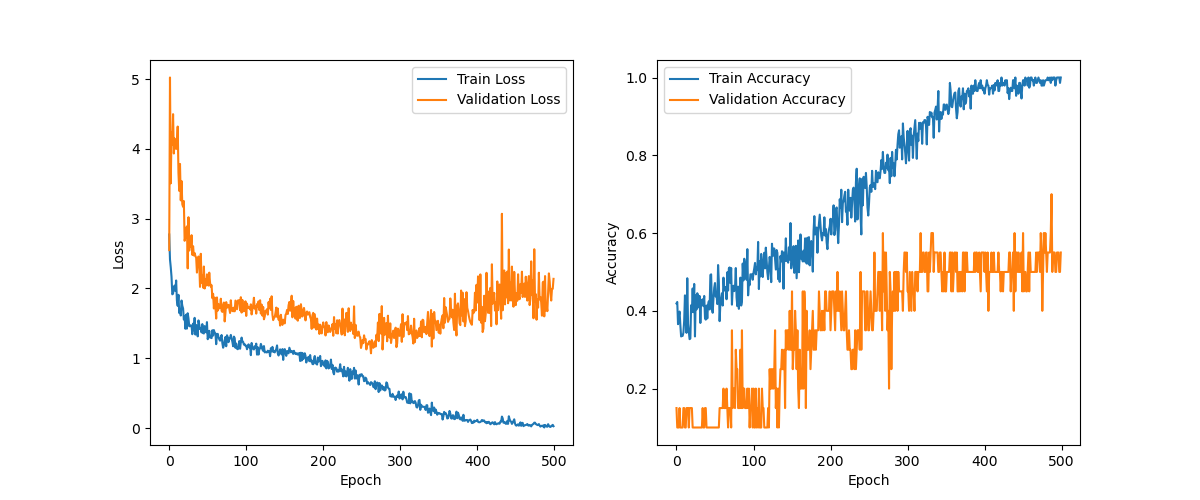 Train Loss
Validation Loss
5
4
3
2
1
0
Loss
0 100 200 300 400 500
Epoch
Train Accuracy
Validation Accuracy
1.0
0.8
0.6
0.4
0.2
Accuracy
0 100 200 300 400 500
Epoch